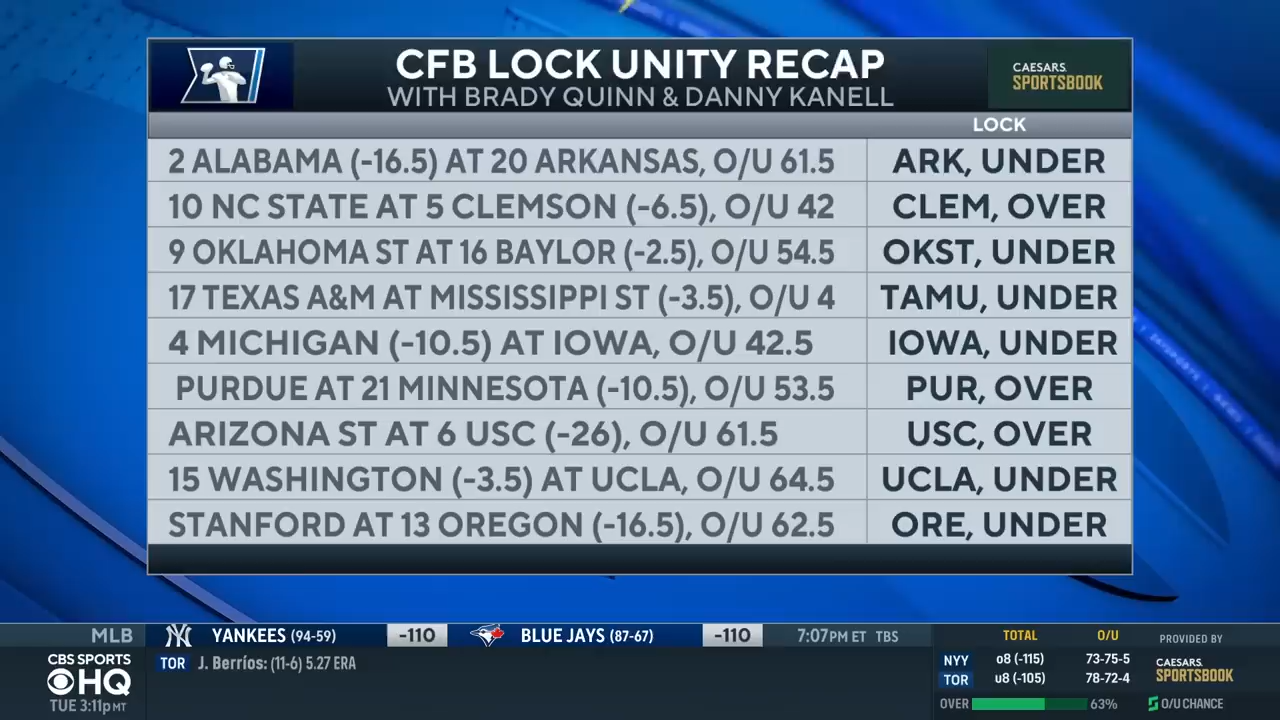 CFB LOCK UNITY RECAP
WITH BRADY QUINN & DANNY KANELL
CAESARS
SPORTSBOOK
LOCK
2 ALABAMA (-16.5) AT 20 ARKANSAS, O/U 61.5 ARK, UNDER
10 NC STATE AT 5 CLEMSON (-6.5), O/U 42 CLEM, OVER
9 OKLAHOMA ST AT 16 BAYLOR (-2.5), O/U 54.5 OKST, UNDER
17 TEXAS A&M AT MISSISSIPPI ST (-3.5), O/U 4 TAMU, UNDER
4 MICHIGAN (-10.5) AT IOWA, O/U 42.5 IOWA, UNDER
PURDUE AT 21 MINNESOTA (-10.5), O/U 53.5 PUR, OVER
ARIZONA ST AT 6 USC (-26), O/U 61.5 USC, OVER
15 WASHINGTON (-3.5) AT UCLA, O/U 64.5 UCLA, UNDER
STANFORD AT 13 OREGON (-16.5), O/U 62.5 ORE, UNDER
MLB YANKEES (94-59) -110 BLUE JAYS (87-67) -110 7:07PM ET TBS
TOTAL O/U PROVIDED BY
CBS SPORTS
HQ
TUE 3:11PM MT
TOR J. Berríos: (11-6) 5.27 ERA
NYY o8 (-115) 73-75-5
TOR u8 (-105) 78-72-4
CAESARS
SPORTSBOOK
OVER 63% O/U CHANCE